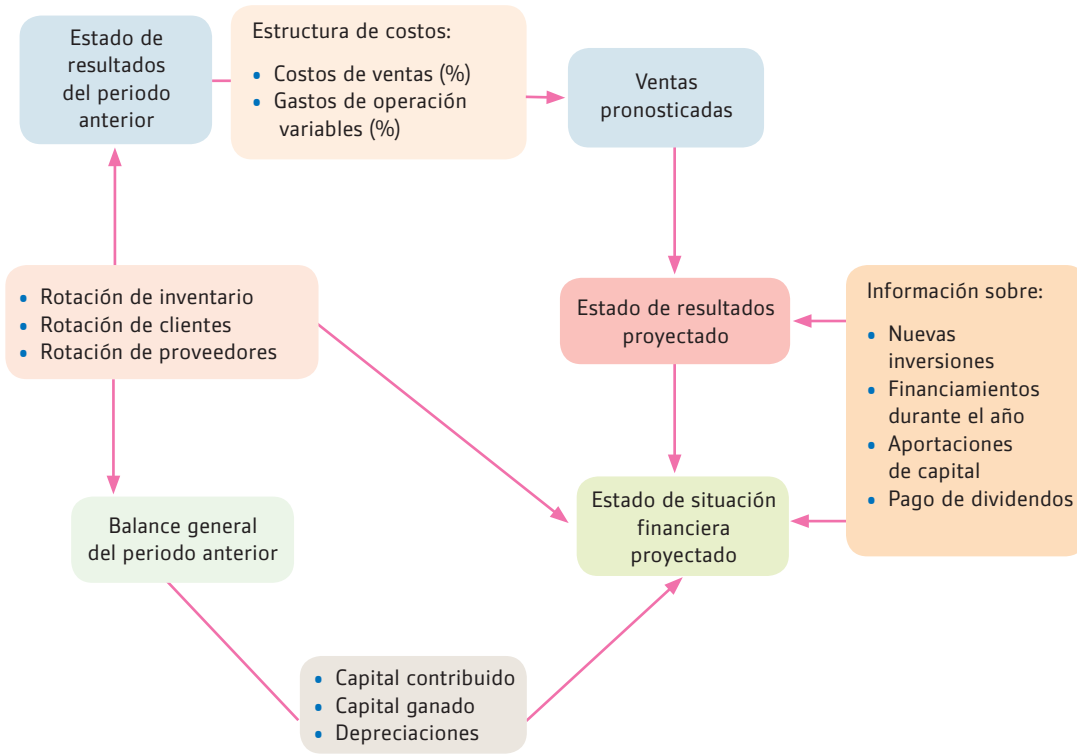 Estado de
resultados
del periodo
anterior
Estructura de costos:
• Costos de ventas (%)
• Gastos de operación
variables (%)
Ventas
pronosticadas
• Rotación de inventario
• Rotación de clientes
• Rotación de proveedores
Estado de resultados
proyectado
Información sobre:
• Nuevas
inversiones
• Financiamientos
durante el año
• Aportaciones
de capital
• Pago de dividendos
Balance general
del periodo anterior
Estado de situación
financiera
proyectado
• Capital contribuido
• Capital ganado
• Depreciaciones